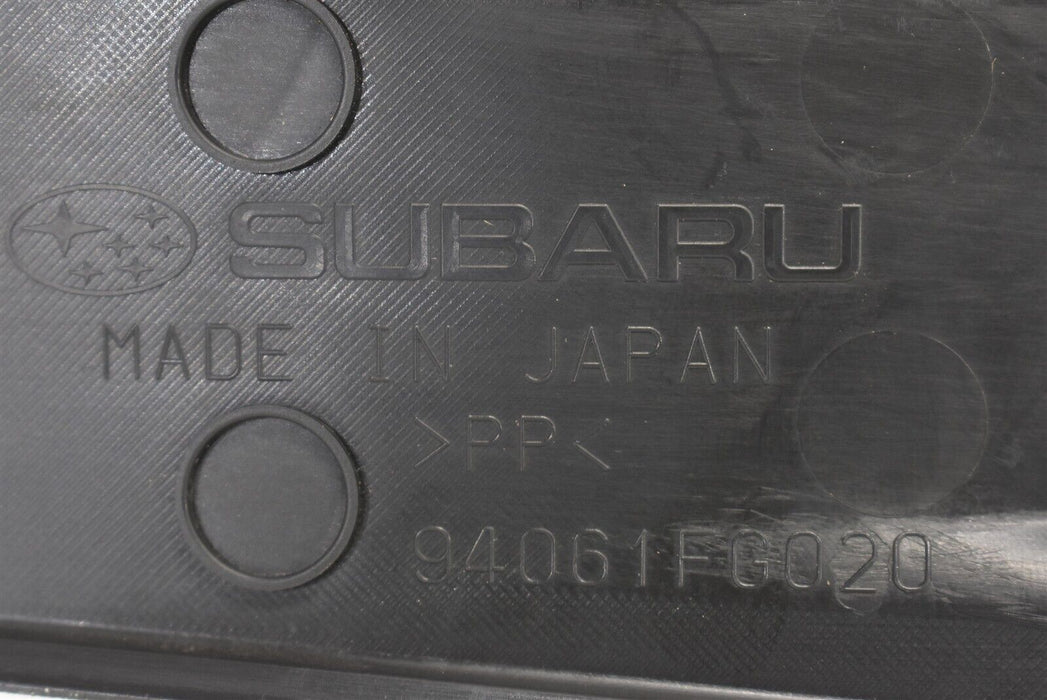 SUBARU
MADE IN JAPAN
>PP<
94061FG020